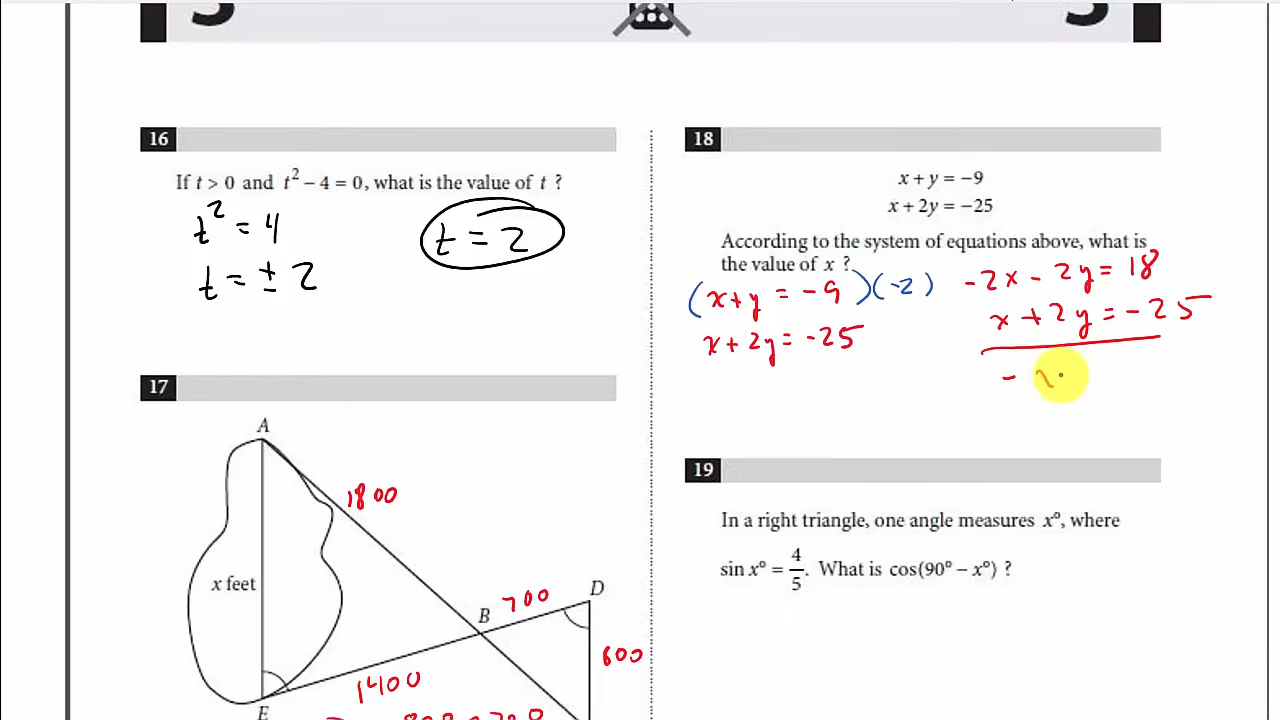 5 5
16
If t > 0 and t² − 4 = 0, what is the value of t ?
t² = 4
t = ± 2
t = 2
17
A
1800
x feet
B
700
D
600
1400
E
18
x + y = −9
x + 2y = −25
According to the system of equations above, what is
the value of x ?
(x+y = -9)(-2)
x + 2y = -25
-2x - 2y = 18
x + 2y = -25
-
19
In a right triangle, one angle measures x°, where
sin x° = 4/5. What is cos(90° − x°) ?